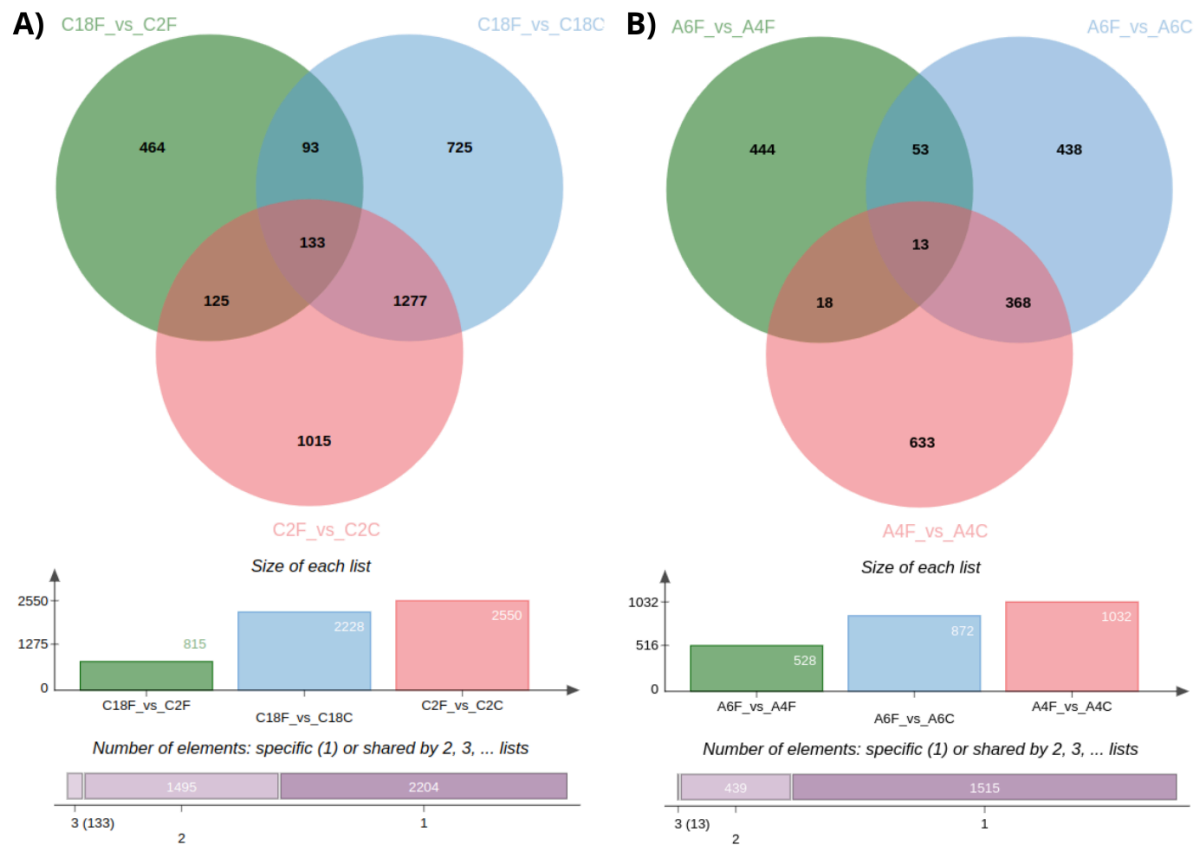 A)
C18F_vs_C2F
C18F_vs_C18C
464
93
725
133
125
1277
1015
C2F_vs_C2C
Size of each list
2550
1275
0
815
2228
2550
C18F_vs_C2F
C18F_vs_C18C
C2F_vs_C2C
Number of elements: specific (1) or shared by 2, 3, ... lists
1495
2204
3 (133)
2
1
B)
A6F_vs_A4F
A6F_vs_A6C
444
53
438
13
18
368
633
A4F_vs_A4C
Size of each list
1032
516
0
528
872
1032
A6F_vs_A4F
A6F_vs_A6C
A4F_vs_A4C
Number of elements: specific (1) or shared by 2, 3, ... lists
439
1515
3 (13)
2
1